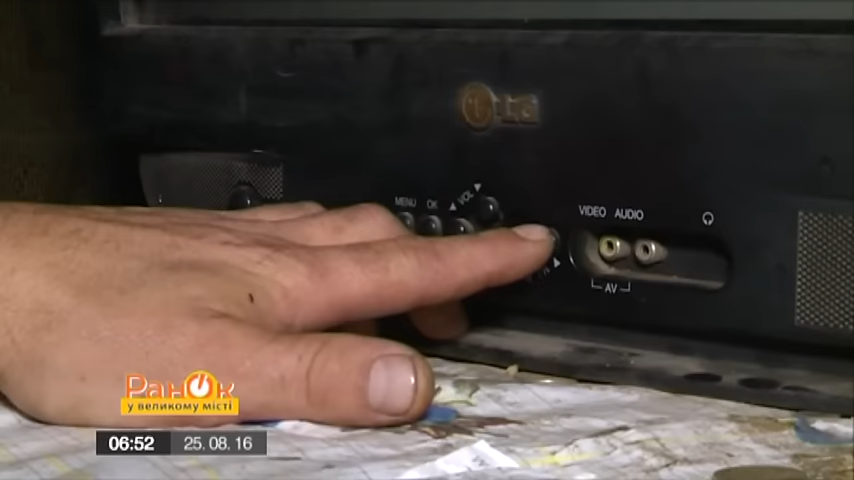 LG
MENU OK ▲ VOL ▶
VIDEO AUDIO
AV
Ранок
у великому місті
06:52 25.08.16